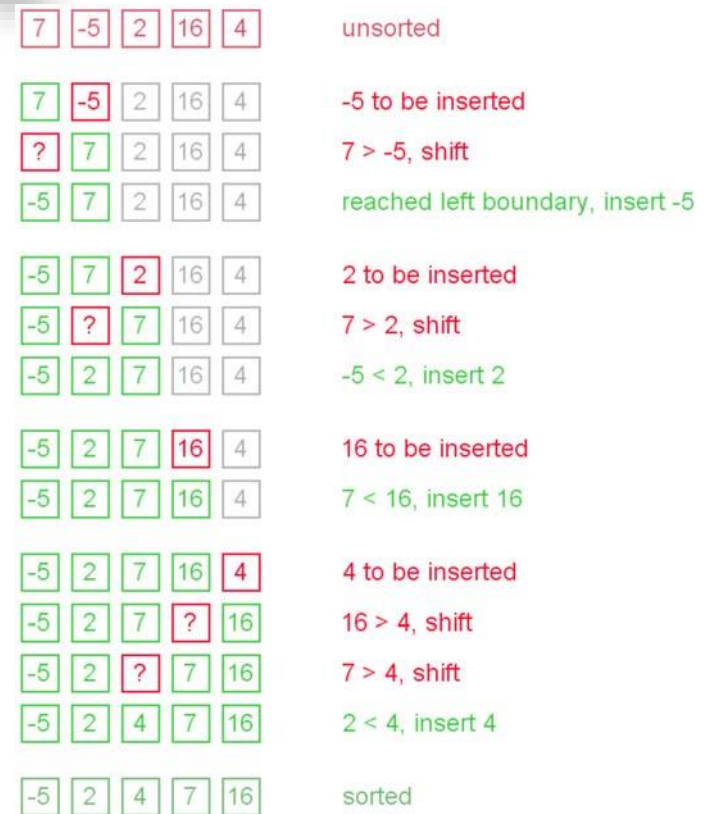 7 -5 2 16 4 unsorted
7 -5 2 16 4 -5 to be inserted
? 7 2 16 4 7 > -5, shift
-5 7 2 16 4 reached left boundary, insert -5
-5 7 2 16 4 2 to be inserted
-5 ? 7 16 4 7 > 2, shift
-5 2 7 16 4 -5 < 2, insert 2
-5 2 7 16 4 16 to be inserted
-5 2 7 16 4 7 < 16, insert 16
-5 2 7 16 4 4 to be inserted
-5 2 7 ? 16 16 > 4, shift
-5 2 ? 7 16 7 > 4, shift
-5 2 4 7 16 2 < 4, insert 4
-5 2 4 7 16 sorted